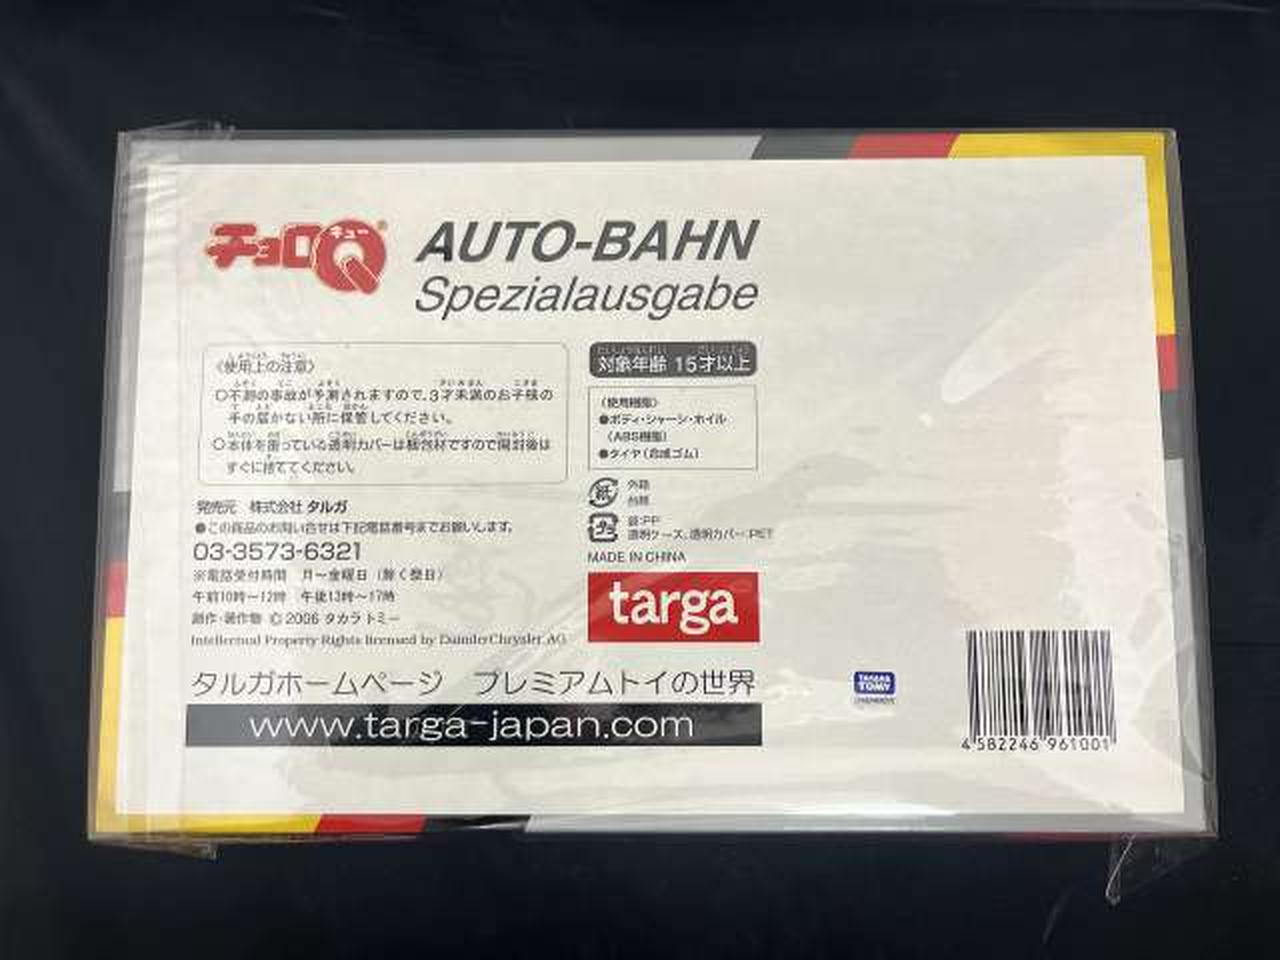 チョロQ キュー
AUTO-BAHN
Spezialausgabe
〈使用上の注意〉
○不測の事故が予測されますので、3才未満のお子様の
手の届かない所に保管してください。
○本体を覆っている透明カバーは梱包材ですので開封後は
すぐに捨ててください。
発売元 株式会社 タルガ
●この商品のお問い合せは下記電話番号までお願いします。
03-3573-6321
※電話受付時間 月〜金曜日（除く祭日）
午前10時〜12時 午後13時〜17時
創作・著作物 © 2006 タカラトミー
Intellectual Property Rights licensed by DaimlerChrysler AG
対象年齢 15才以上
〈使用樹脂〉
●ボディ・シャーシ・ホイル
（ABS樹脂）
●タイヤ（合成ゴム）
紙
外箱
台紙
プラ
袋:PP
透明ケース、透明カバー:PET
MADE IN CHINA
targa
タルガホームページ プレミアムトイの世界
www.targa-japan.com
TAKARA
TOMY
4 582246 961001